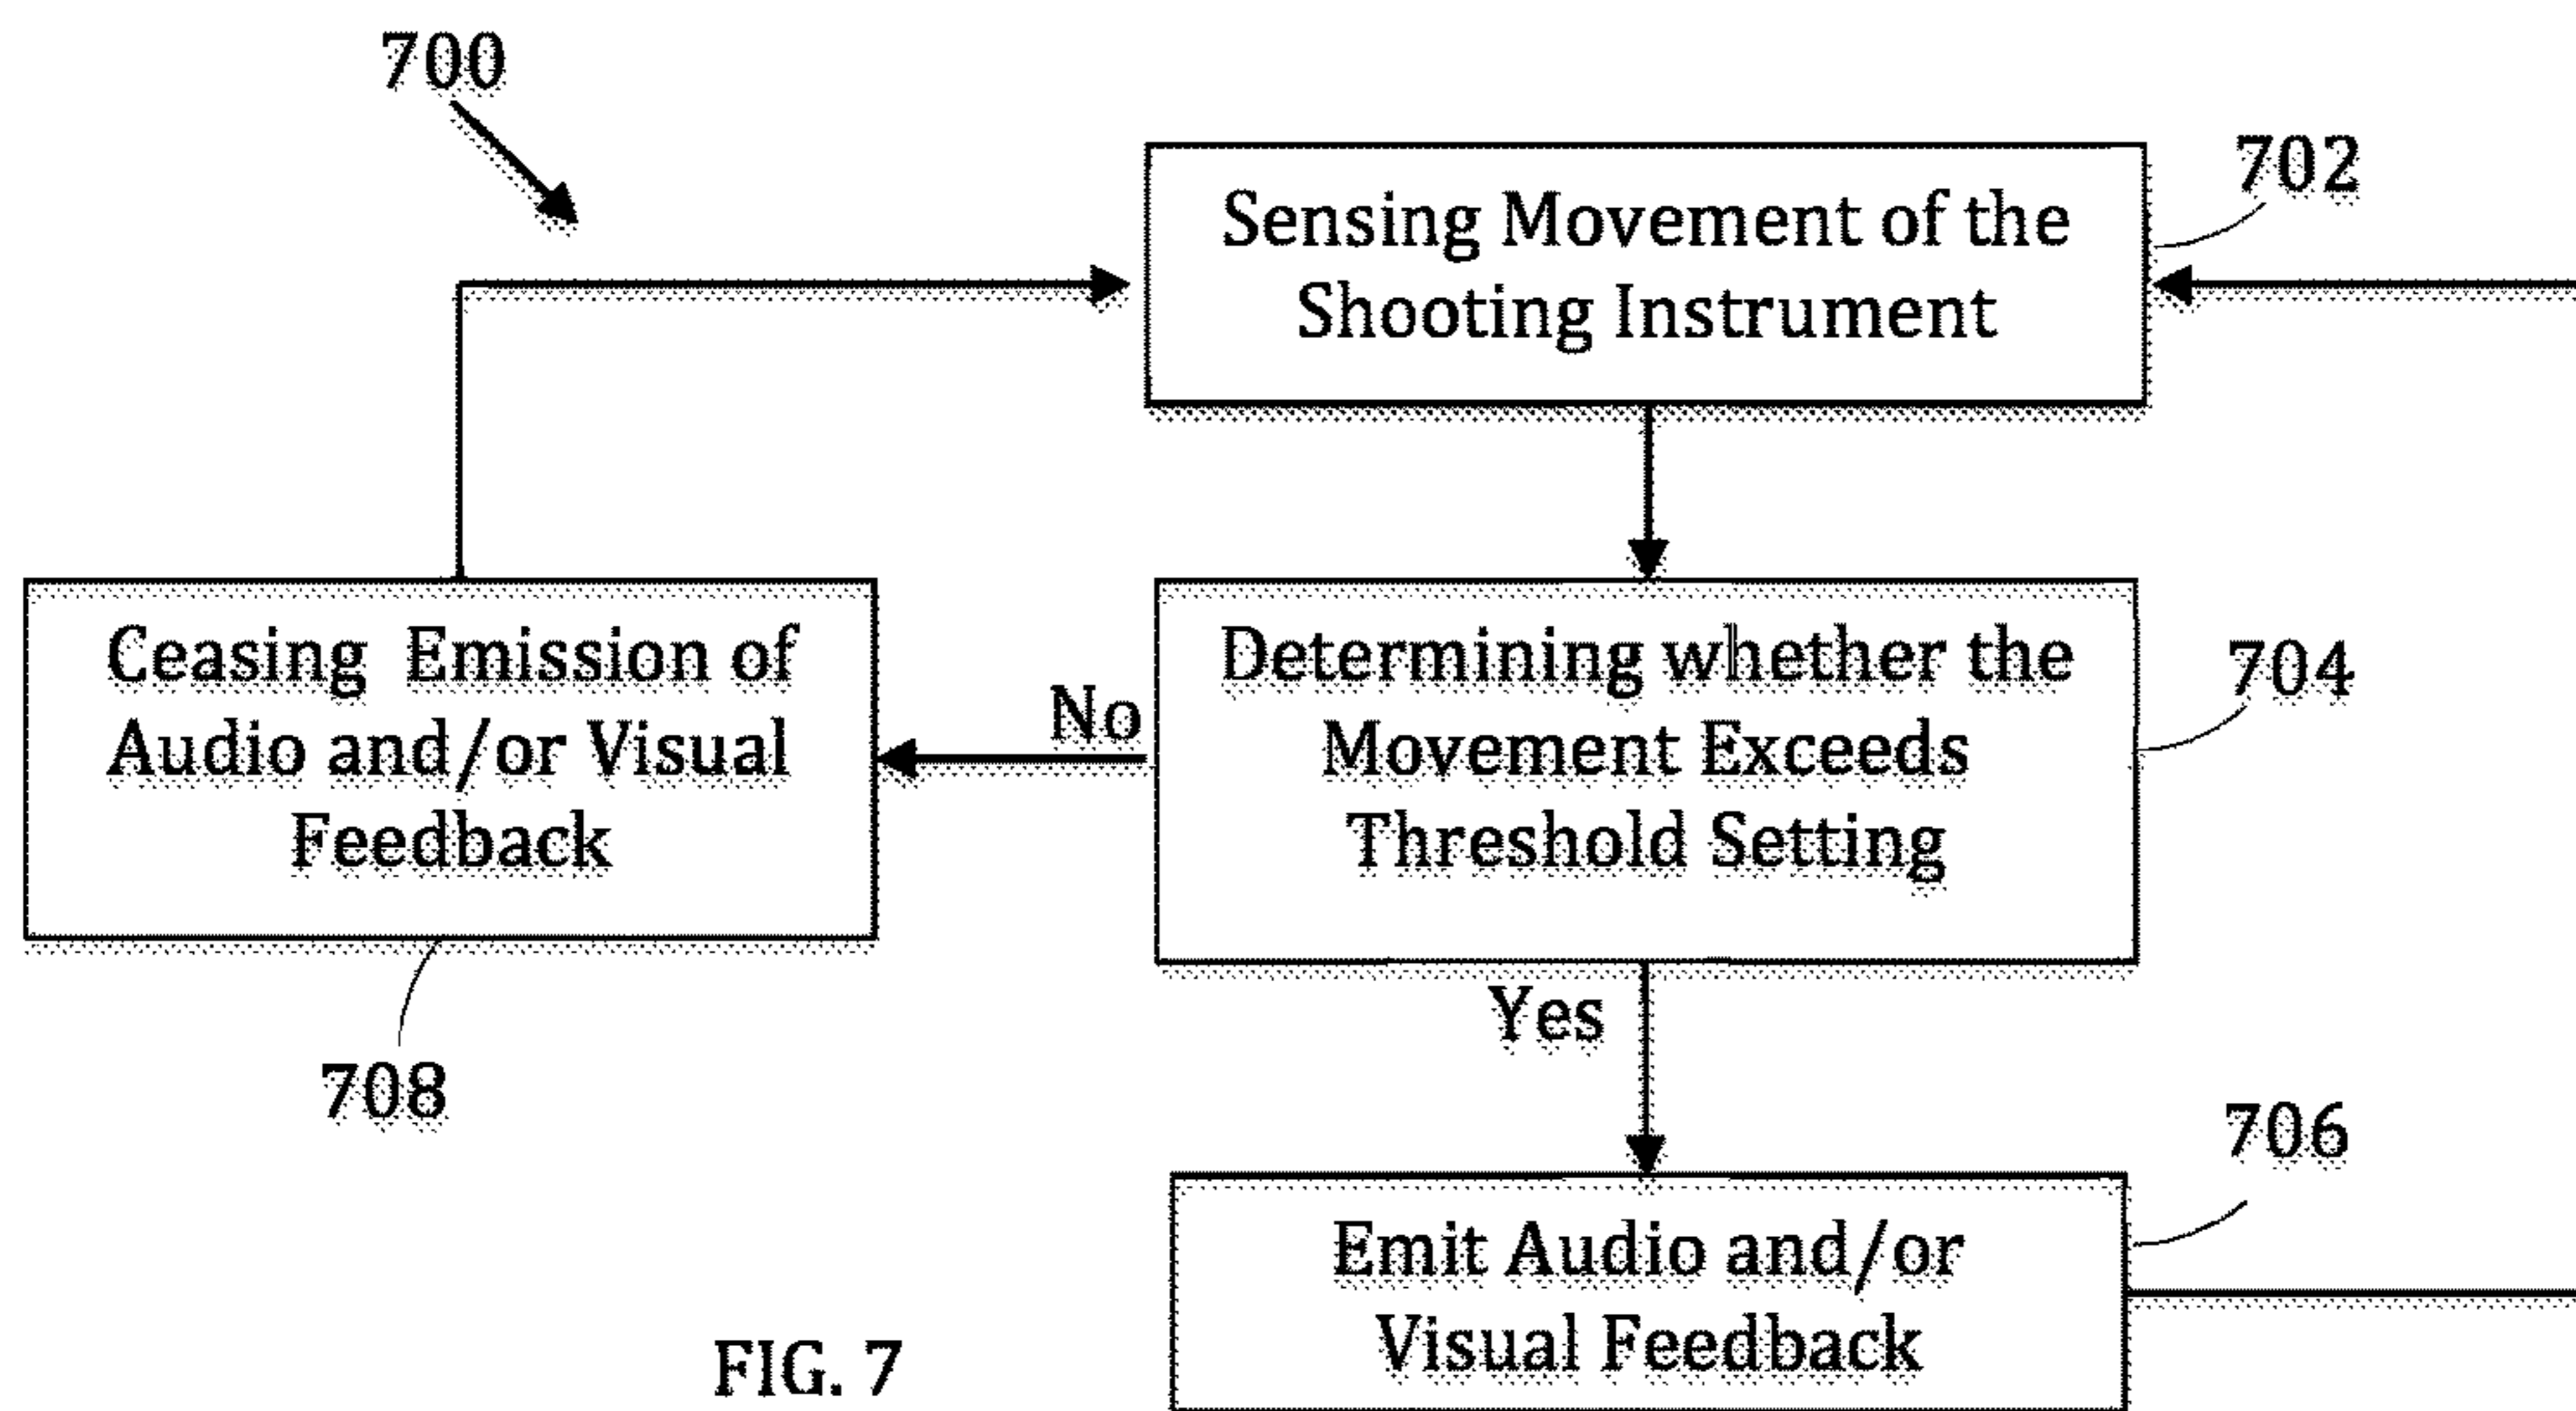 700
Sensing Movement of the
Shooting Instrument
702
Ceasing Emission of
Audio and/or Visual
Feedback
708
No
Determining whether the
Movement Exceeds
Threshold Setting
704
Yes
706
Emit Audio and/or
Visual Feedback
FIG. 7